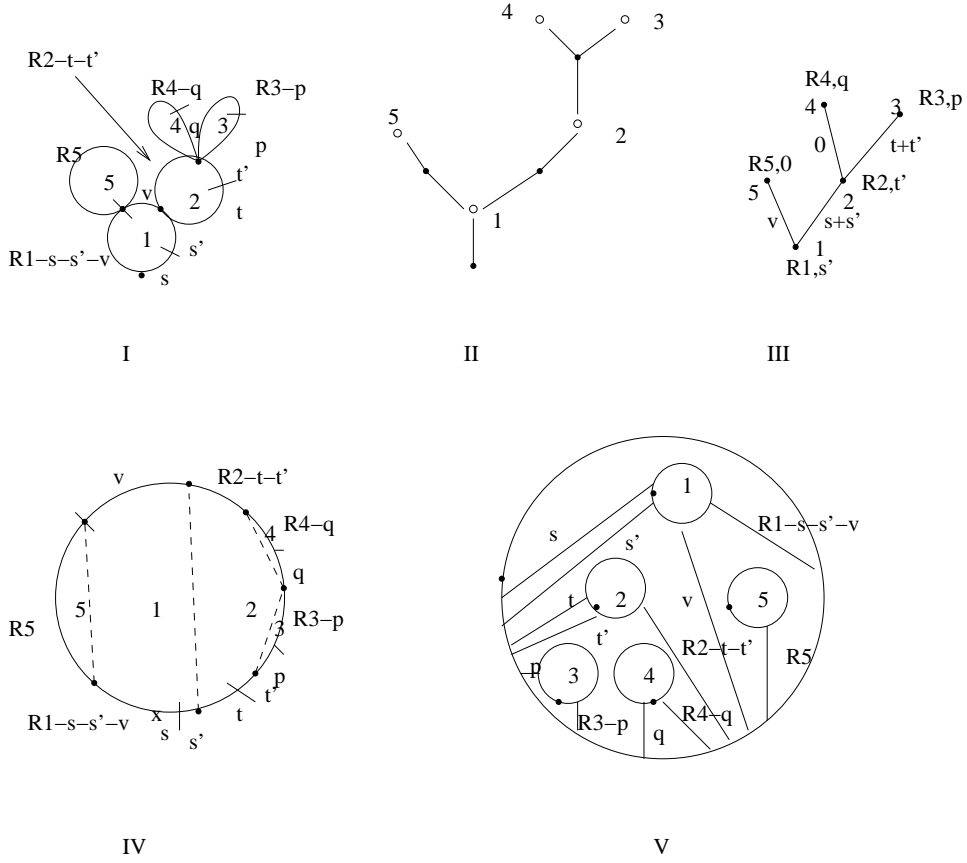 R2−t−t’
R4−q
R3−p
4
q
3
p
R5
5
v
2
t’
t
1
R1−s−s’−v
s’
s
I
4
3
5
2
1
II
R4,q
R3,p
4
3
0
t+t’
R5,0
5
R2,t’
2
v
s+s’
1
R1,s’
III
v
R2−t−t’
R4−q
4
q
5
1
2
R3−p
3
R5
p
t’
R1−s−s’−v
x
t
s
s’
IV
1
s
s’
R1−s−s’−v
t
2
v
5
t’
R2−t−t’
p
3
4
R5
R3−p
q
R4−q
V